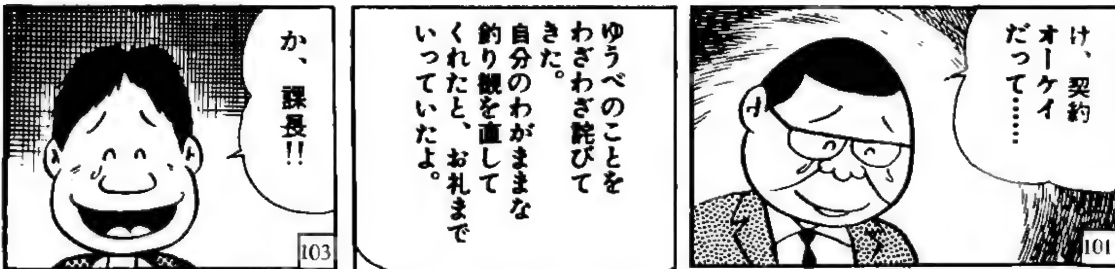 け、契約
オーケイ
だって……
101
ゆうべのことを
わざわざ詫びて
きた。
自分のわがままな
釣り観を直して
くれたと、お礼まで
いっていたよ。
か、課長!!
103